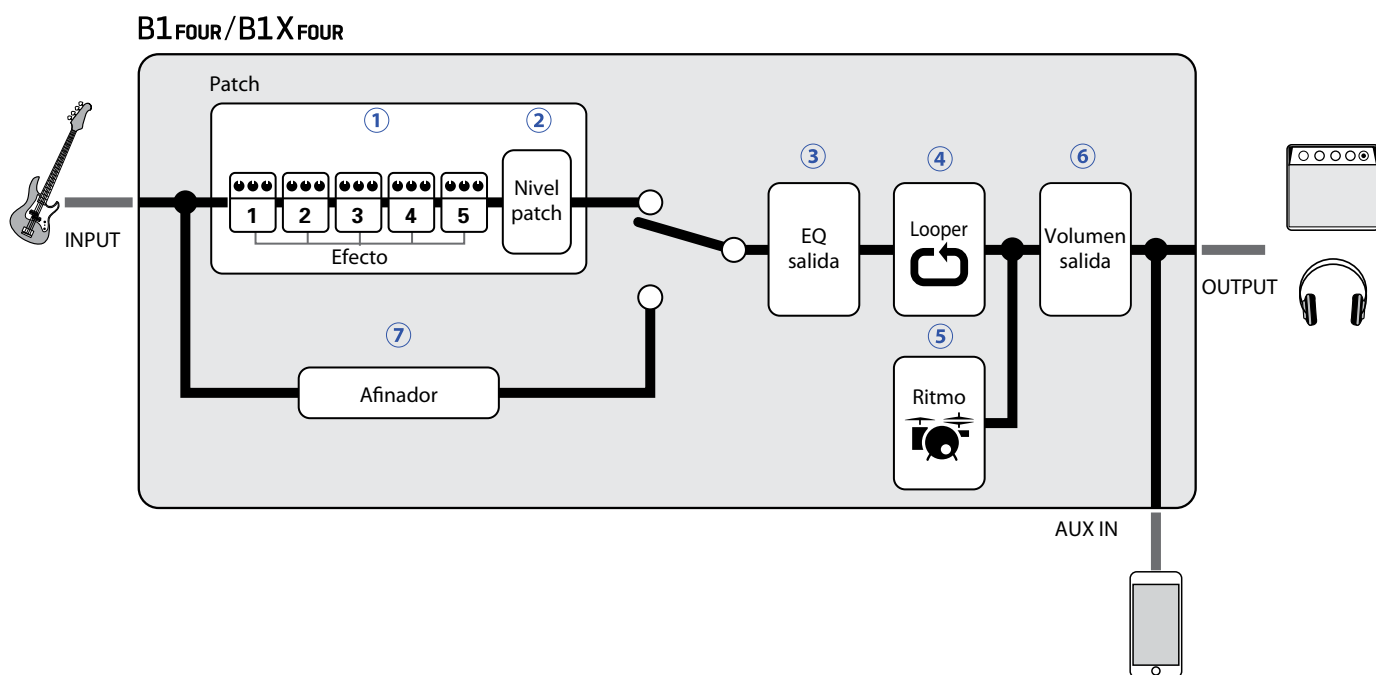 B1FOUR/B1XFOUR
Patch
① ②
③ ④ ⑥
1 2 3 4 5
Nivel
patch
Efecto
INPUT
EQ
salida
Looper
Volumen
salida
OUTPUT
⑦
⑤
Afinador
Ritmo
AUX IN